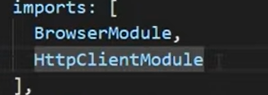 imports: [
BrowserModule,
HttpClientModule
],